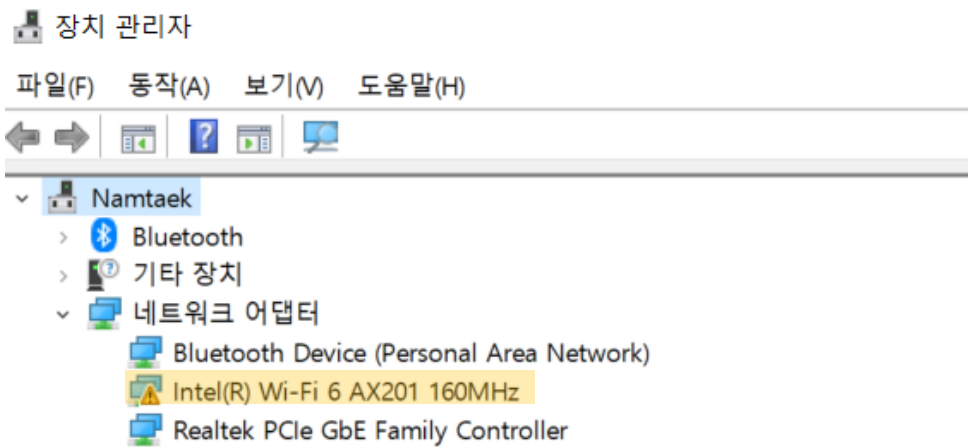 장치 관리자
파일(F) 동작(A) 보기(V) 도움말(H)
Namtaek
Bluetooth
기타 장치
네트워크 어댑터
Bluetooth Device (Personal Area Network)
Intel(R) Wi-Fi 6 AX201 160MHz
Realtek PCIe GbE Family Controller